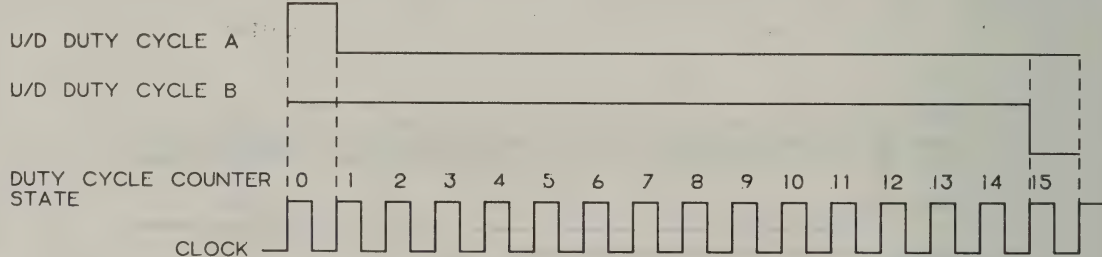 U/D DUTY CYCLE A
U/D DUTY CYCLE B
DUTY CYCLE COUNTER STATE 0 1 2 3 4 5 6 7 8 9 10 11 12 13 14 15
CLOCK